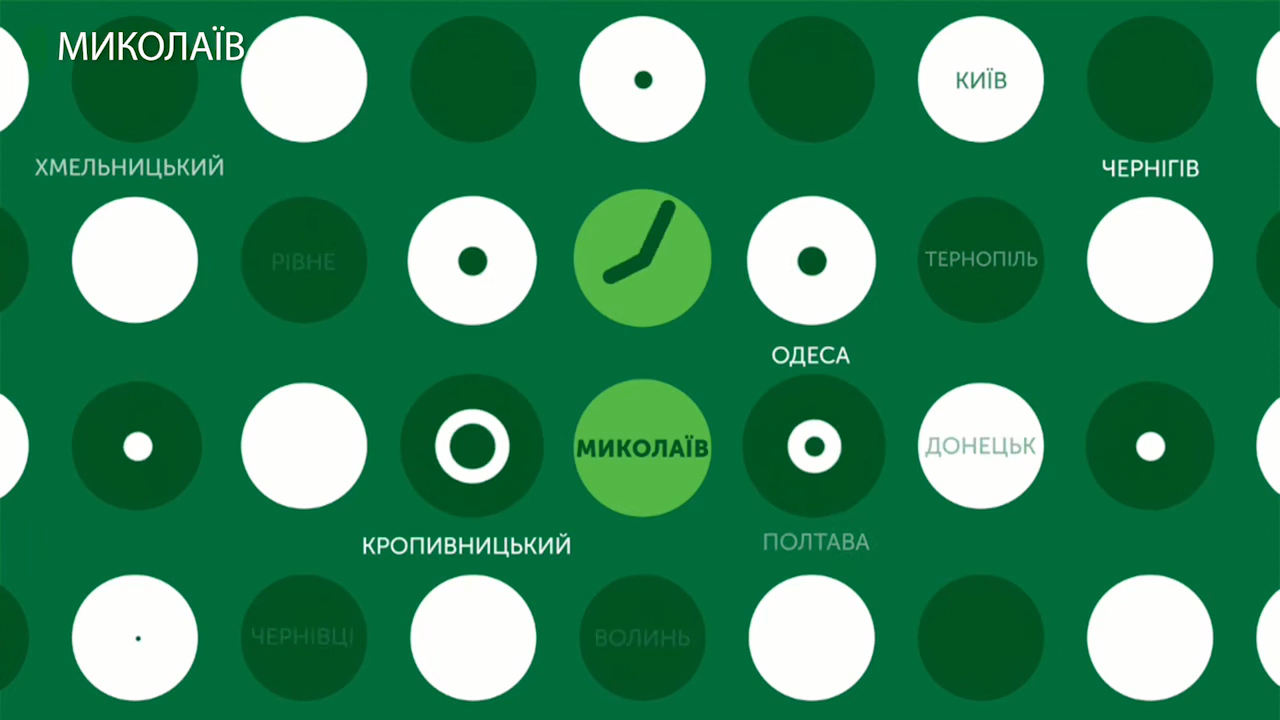 МИКОЛАЇВ
КИЇВ
ХМЕЛЬНИЦЬКИЙ
ЧЕРНІГІВ
РІВНЕ
ТЕРНОПІЛЬ
ОДЕСА
МИКОЛАЇВ
ДОНЕЦЬК
КРОПИВНИЦЬКИЙ
ПОЛТАВА
ЧЕРНІВЦІ
ВОЛИНЬ